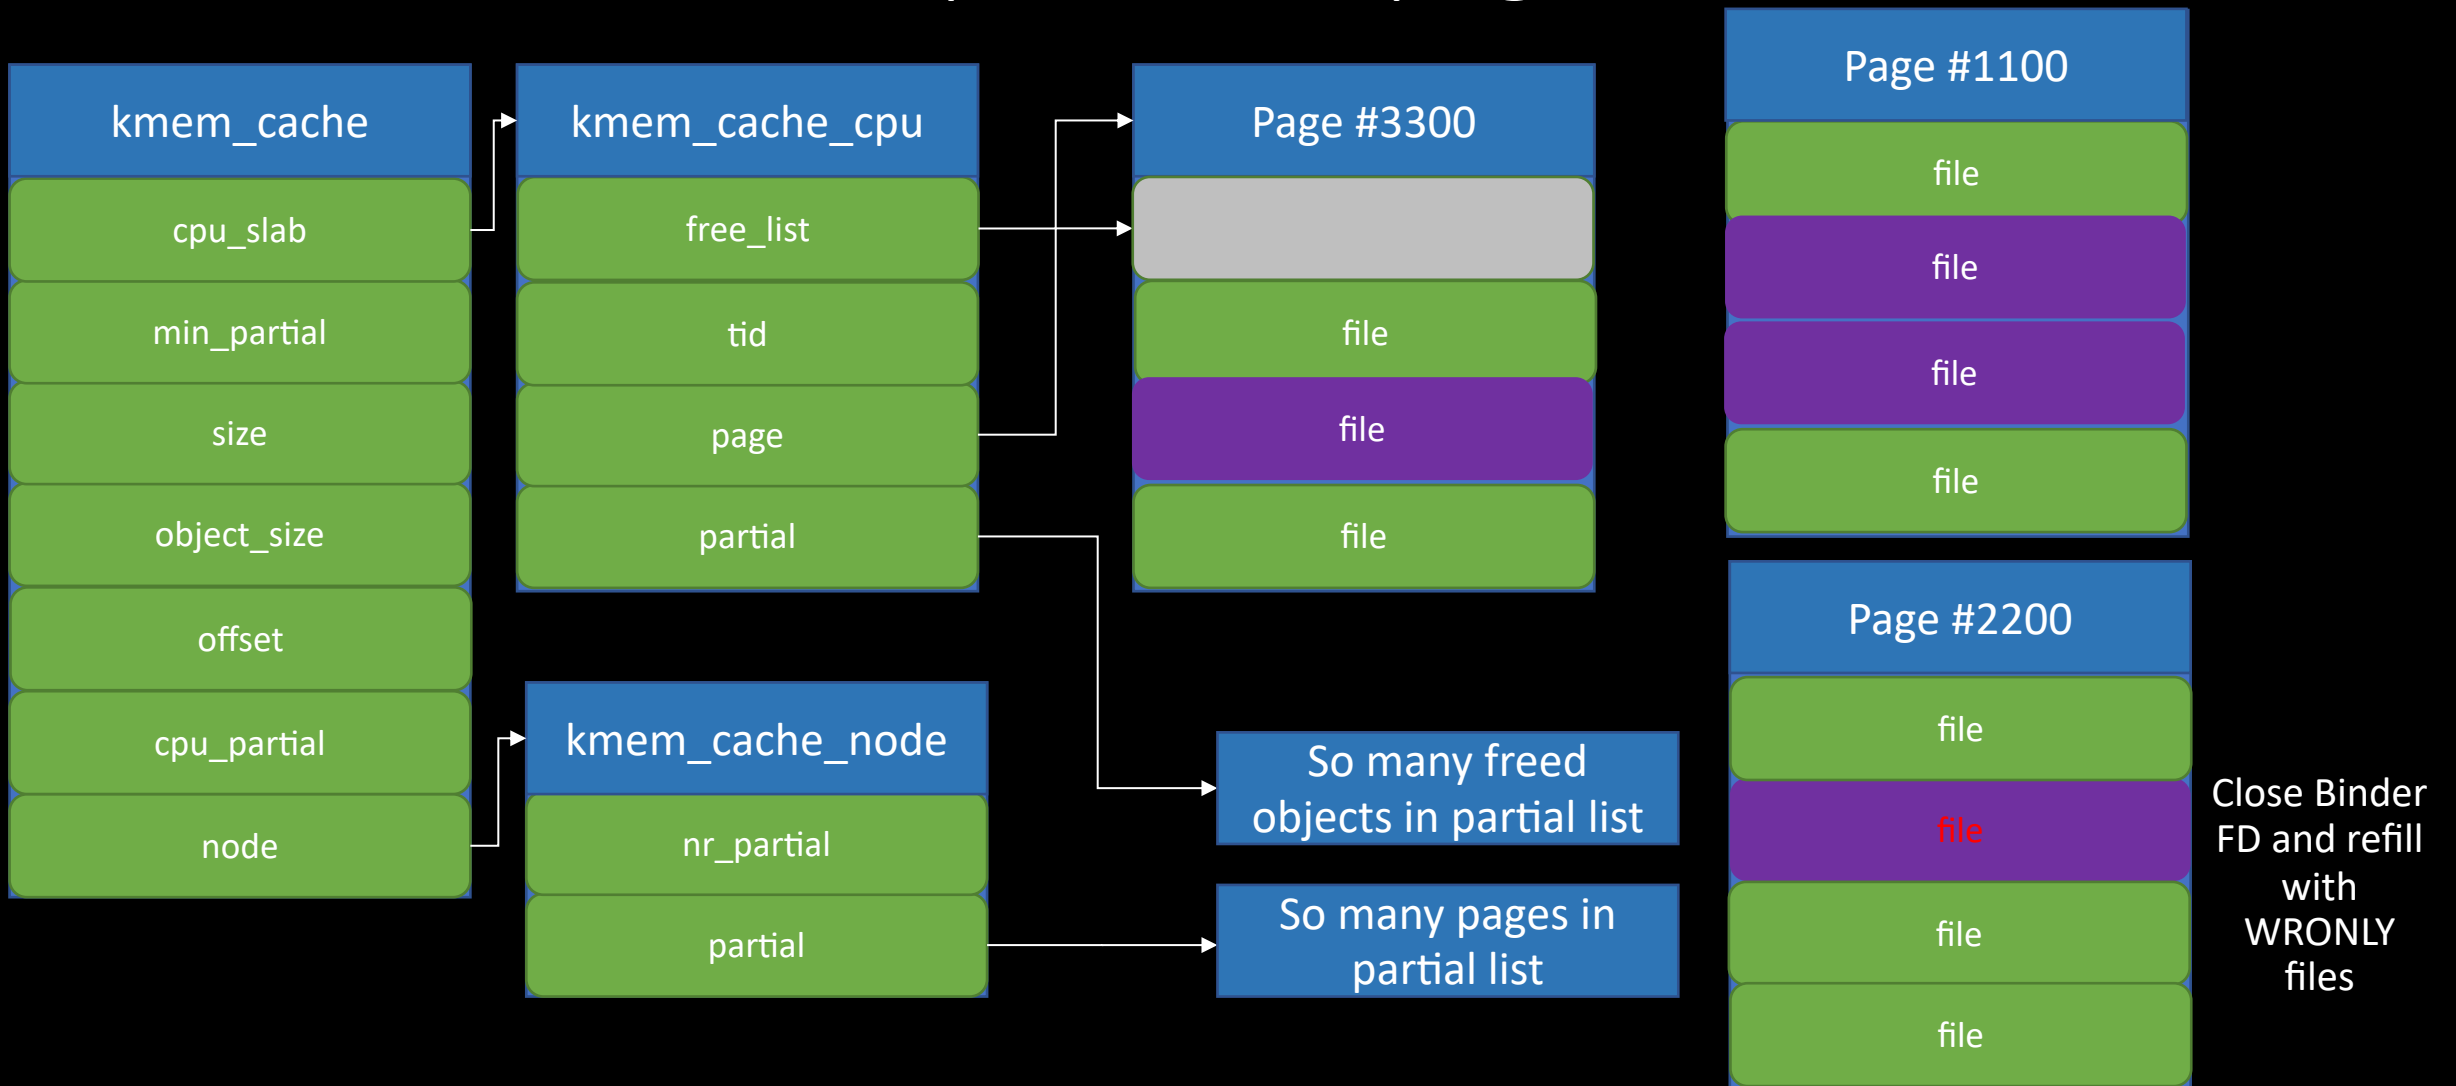 kmem_cache
cpu_slab
min_partial
size
object_size
offset
cpu_partial
node
kmem_cache_cpu
free_list
tid
page
partial
kmem_cache_node
nr_partial
partial
Page #3300
file
file
file
So many freed
objects in partial list
So many pages in
partial list
Page #1100
file
file
file
file
Page #2200
file
file
file
file
Close Binder
FD and refill
with
WRONLY
files